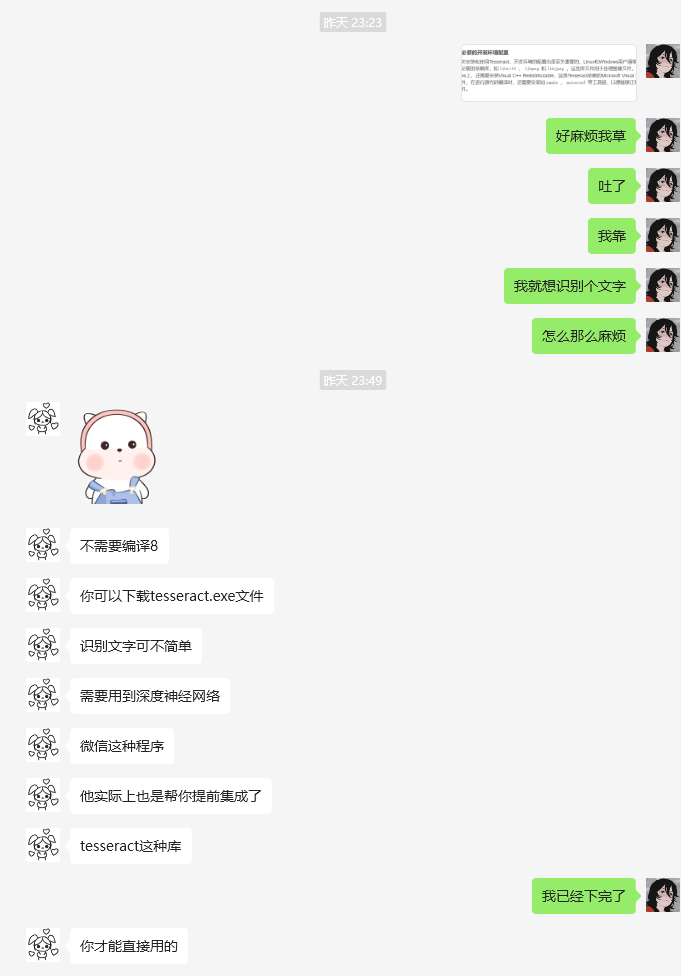 昨天 23:23
必要的开发环境配置
好麻烦我草
吐了
我靠
我就想识别个文字
怎么那么麻烦
昨天 23:49
不需要编译8
你可以下载tesseract.exe文件
识别文字可不简单
需要用到深度神经网络
微信这种程序
他实际上也是帮你提前集成了
tesseract这种库
我已经下完了
你才能直接用的